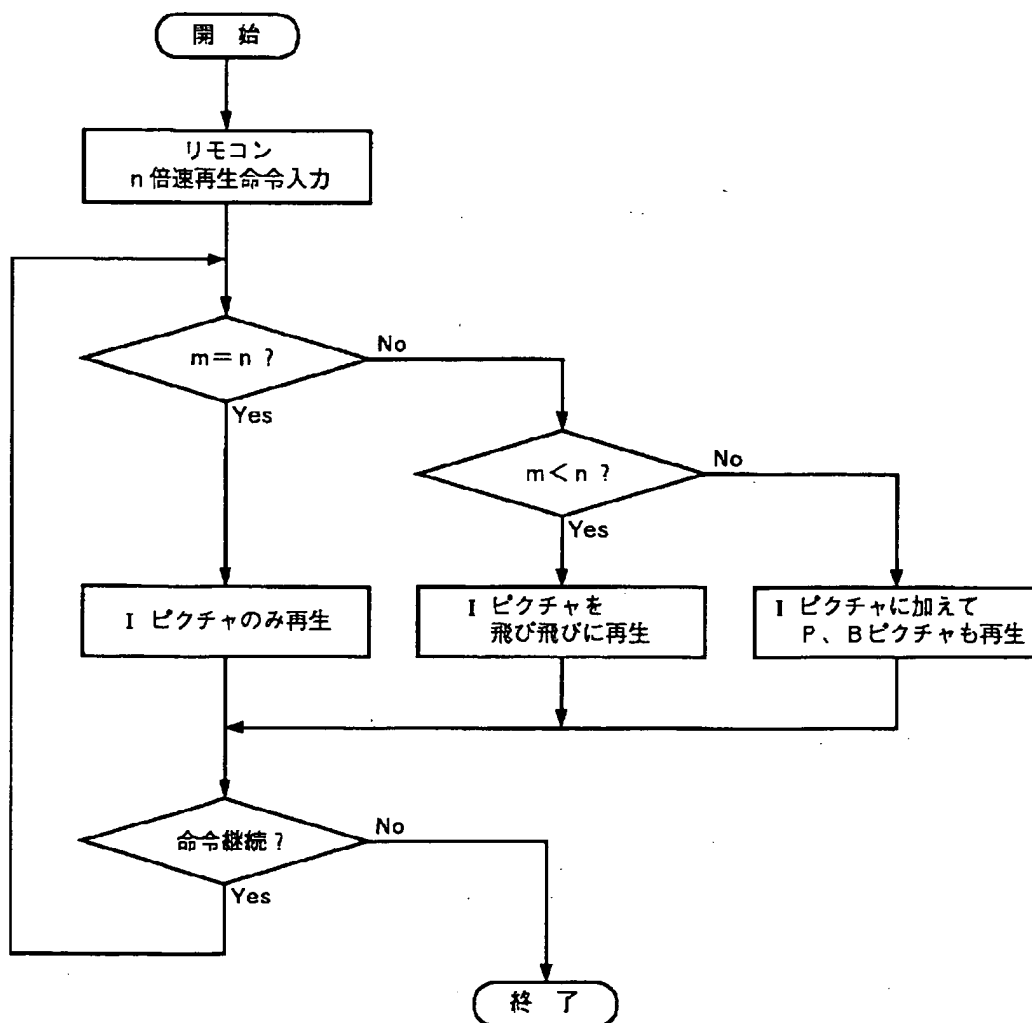 開 始
リモコン
n 倍速再生命令入力
m=n ?
No
Yes
m<n ?
No
Yes
I ピクチャのみ再生
I ピクチャを
飛び飛びに再生
I ピクチャに加えて
P、Bピクチャも再生
命令継続?
No
Yes
終 了